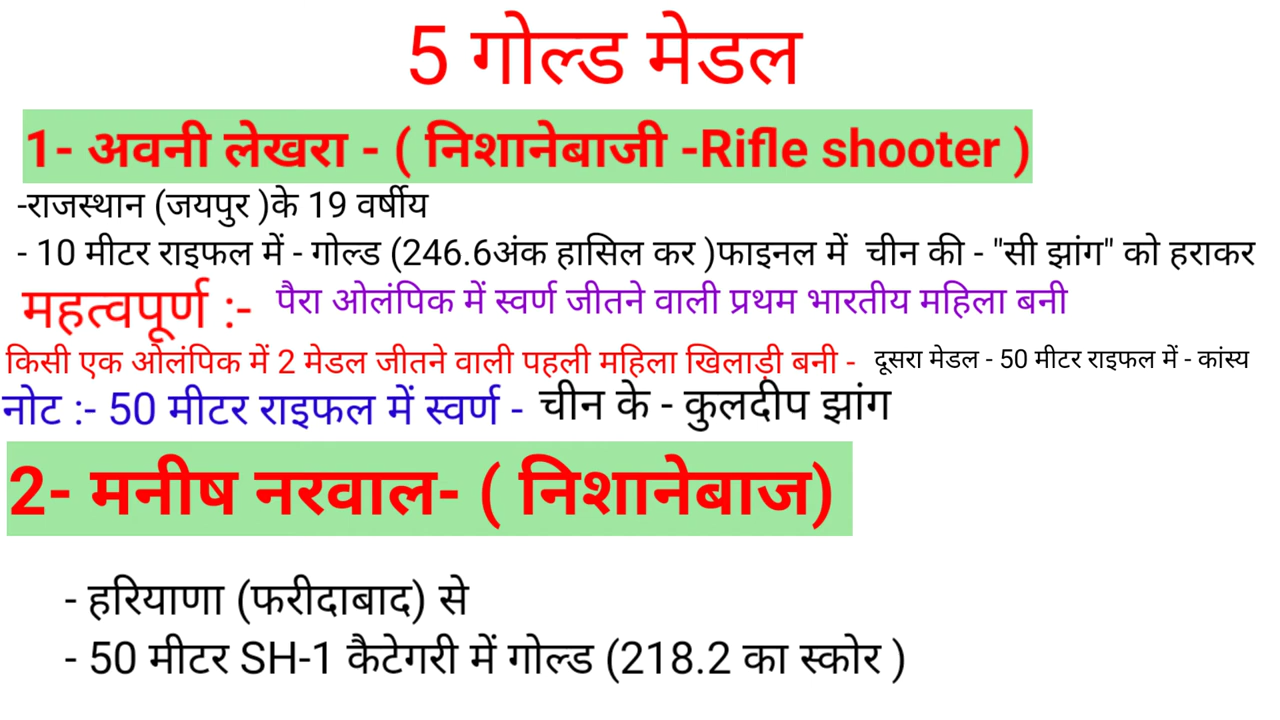 5 गोल्ड मेडल
1- अवनी लेखरा - ( निशानेबाजी -Rifle shooter )
-राजस्थान (जयपुर )के 19 वर्षीय
- 10 मीटर राइफल में - गोल्ड (246.6अंक हासिल कर )फाइनल में चीन की - "सी झांग" को हराकर
महत्वपूर्ण :- पैरा ओलंपिक में स्वर्ण जीतने वाली प्रथम भारतीय महिला बनी
किसी एक ओलंपिक में 2 मेडल जीतने वाली पहली महिला खिलाड़ी बनी - दूसरा मेडल - 50 मीटर राइफल में - कांस्य
नोट :- 50 मीटर राइफल में स्वर्ण - चीन के - कुलदीप झांग
2- मनीष नरवाल- ( निशानेबाज)
- हरियाणा (फरीदाबाद) से
- 50 मीटर SH-1 कैटेगरी में गोल्ड (218.2 का स्कोर )